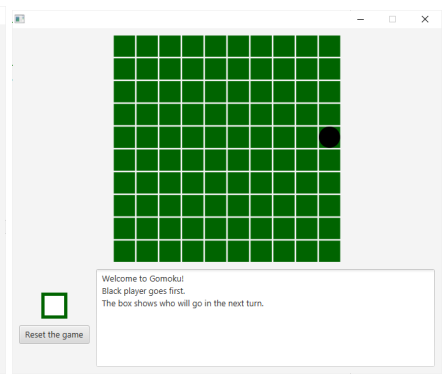 Welcome to Gomoku!
Black player goes first.
The box shows who will go in the next turn.
Reset the game